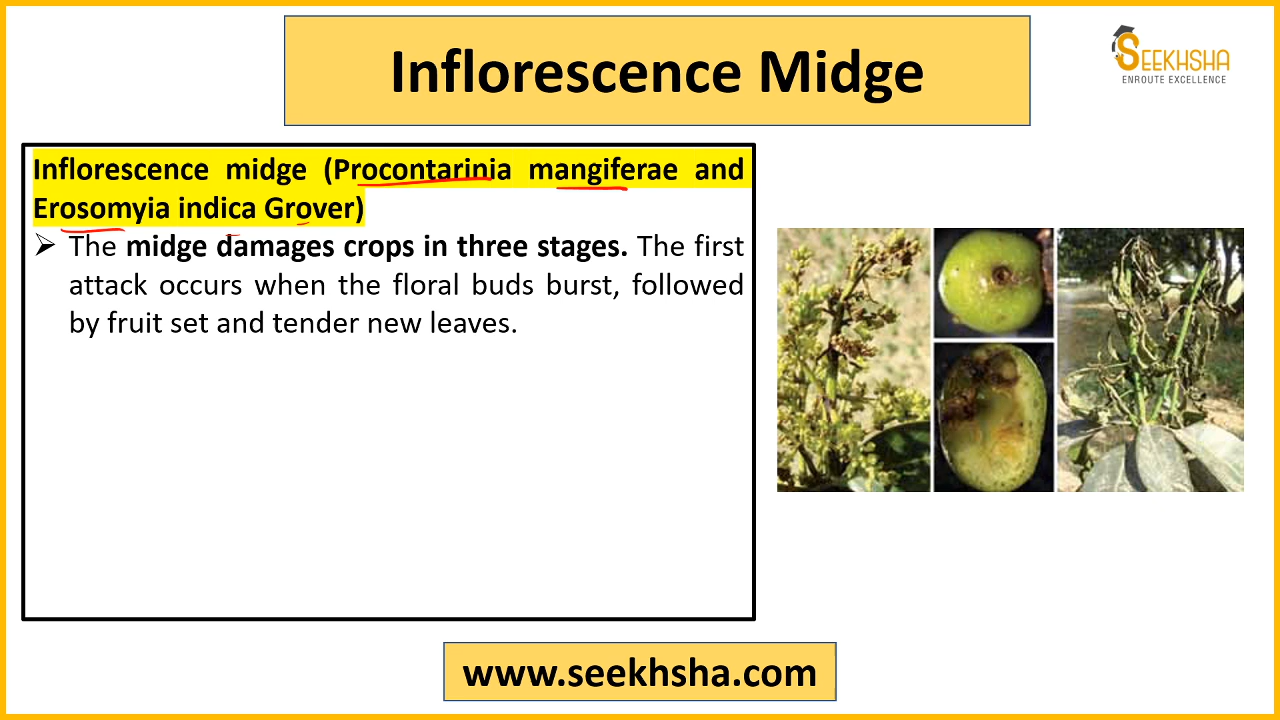 Inflorescence Midge
SEEKHSHA
ENROUTE EXCELLENCE
Inflorescence midge (Procontarinia mangiferae and
Erosomyia indica Grover)
➢ The midge damages crops in three stages. The first
attack occurs when the floral buds burst, followed
by fruit set and tender new leaves.
www.seekhsha.com